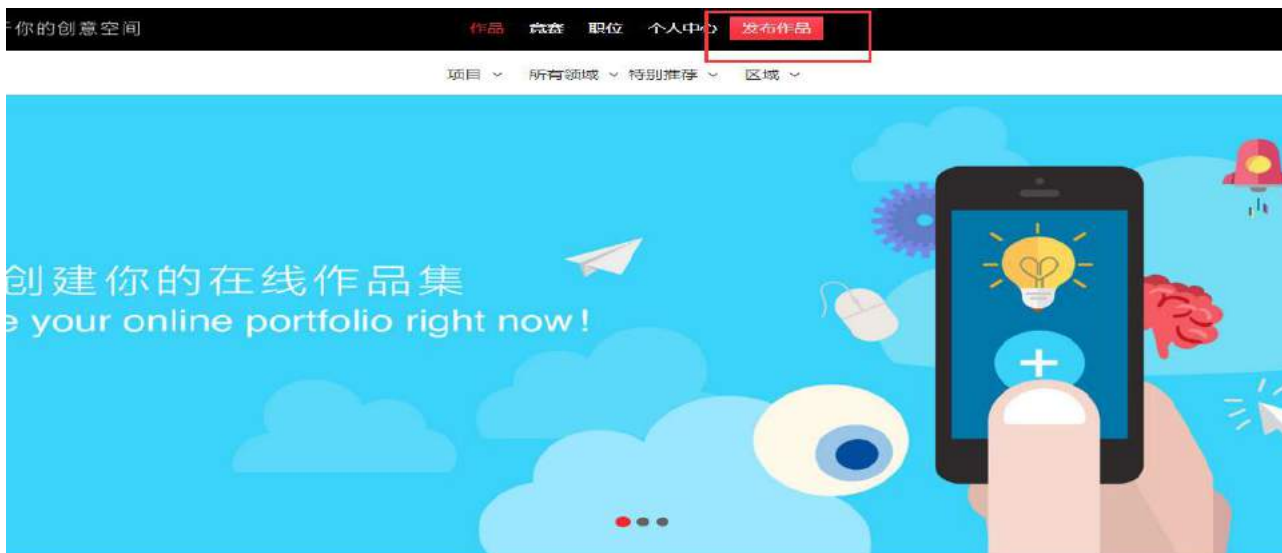 你的创意空间 作品 竞赛 职位 个人中心 发布作品
项目 所有领域 特别推荐 区域
创建你的在线作品集
e your online portfolio right now!